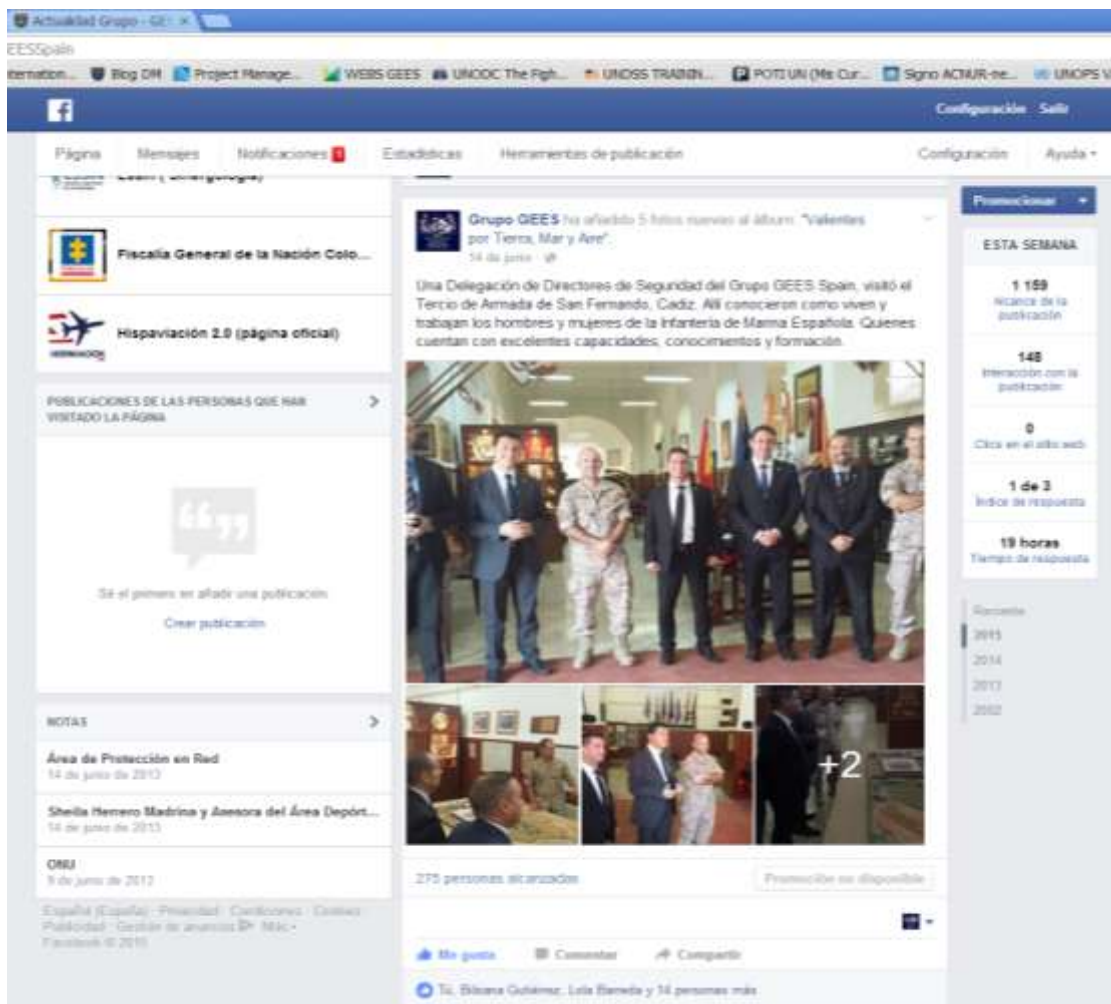 Actualidad Grupo - GEE
EESSpain
Blog DM
Project Manage...
WEBS GEES
UNODC The Figh...
UNDSS TRAININ...
POTI UN (Mis Cur...
Signo ACNUR-ne...
UNOPS
Configuración Salir
Página Mensajes Notificaciones 1 Estadísticas Herramientas de publicación Configuración Ayuda
Fiscalía General de la Nación Colo...
Hispaviación 2.0 (página oficial)
PUBLICACIONES DE LAS PERSONAS QUE HAN
VISITADO LA PÁGINA
Sé el primero en añadir una publicación
Crear publicación
NOTAS
Área de Protección en Red
14 de junio de 2013
Sheila Herrero Madrina y Asesora del Área Depórt...
14 de junio de 2013
ONU
9 de junio de 2013
Español (España) · Privacidad · Condiciones · Cookies ·
Publicidad · Gestión de anuncios · Más
Facebook © 2015
Grupo GEES ha añadido 5 fotos nuevas al álbum "Valientes
por Tierra, Mar y Aire".
14 de junio
Una Delegación de Directores de Seguridad del Grupo GEES Spain, visitó el
Tercio de Armada de San Fernando, Cadiz. Allí conocieron como viven y
trabajan los hombres y mujeres de la Infantería de Marina Española. Quienes
cuentan con excelentes capacidades, conocimientos y formación.
+2
275 personas alcanzadas
Promoción no disponible
Me gusta Comentar Compartir
Tú, Bibiana Gutiérrez, Lola Barreda y 14 personas más
Promocionar
ESTA SEMANA
1 159
Alcance de la
publicación
148
Interacción con la
publicación
0
Clics en el sitio web
1 de 3
Índice de respuesta
19 horas
Tiempo de respuesta
Reciente
2015
2014
2013
2002